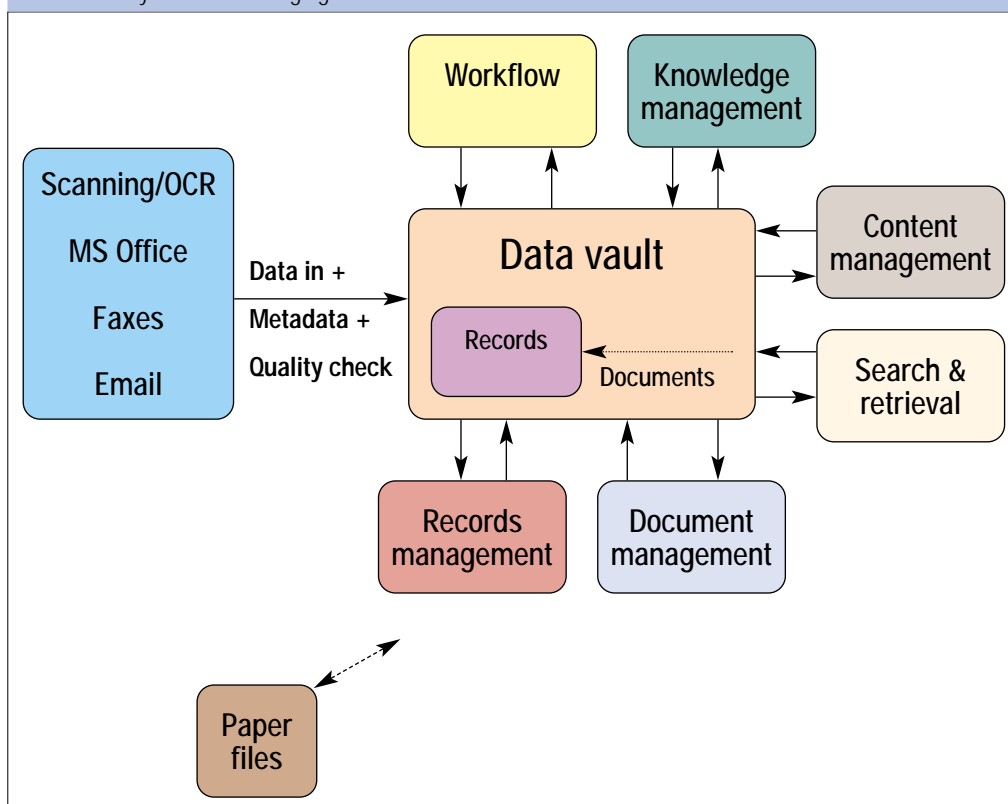 Workflow
Knowledge
management
Scanning/OCR
MS Office
Faxes
Email
Data in +
Metadata +
Quality check
Data vault
Records
Documents
Content
management
Search &
retrieval
Records
management
Document
management
Paper
files